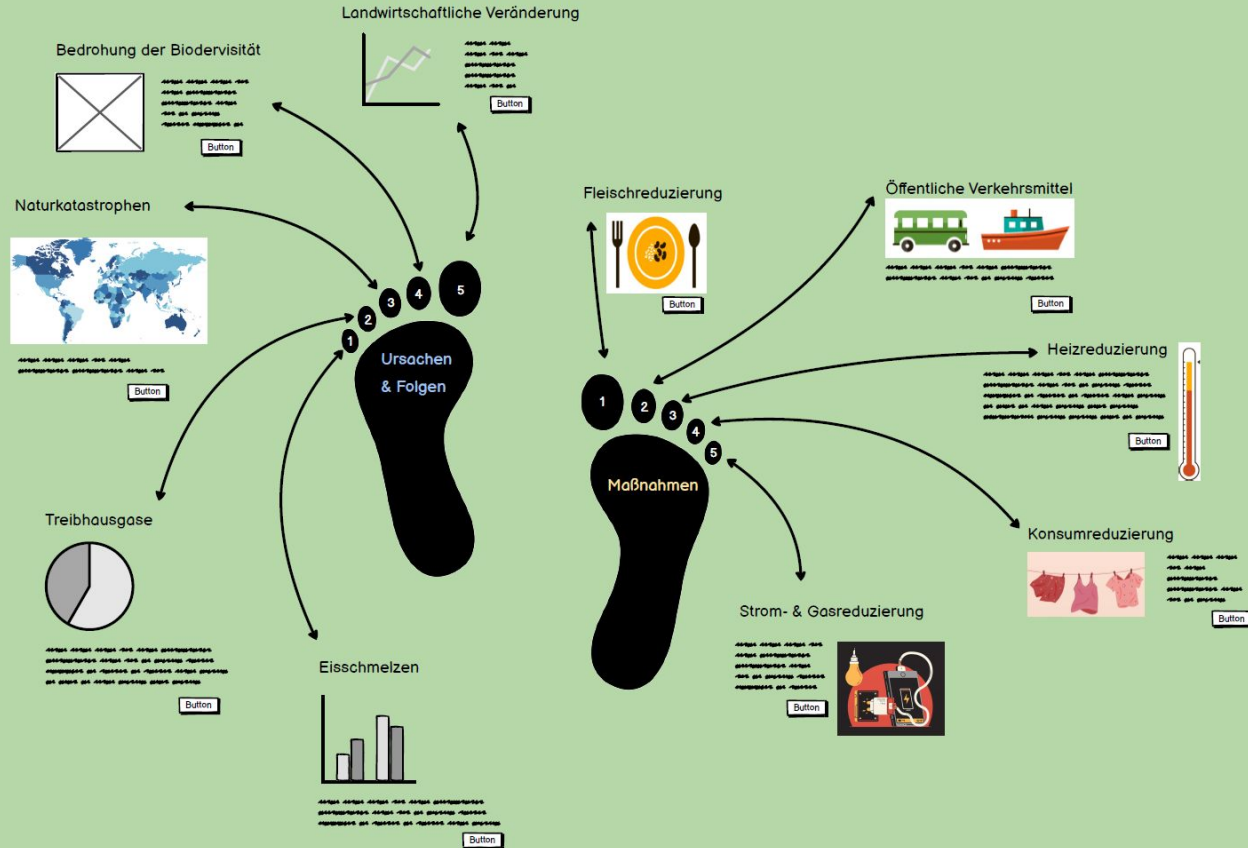 Landwirtschaftliche Veränderung
Button
Bedrohung der Biodervisität
Button
Naturkatastrophen
Button
Treibhausgase
Button
Eisschmelzen
Button
1
2
3
4
5
Ursachen
& Folgen
Fleischreduzierung
Button
Öffentliche Verkehrsmittel
Button
Heizreduzierung
Button
Konsumreduzierung
Button
Strom- & Gasreduzierung
Button
1
2
3
4
5
Maßnahmen